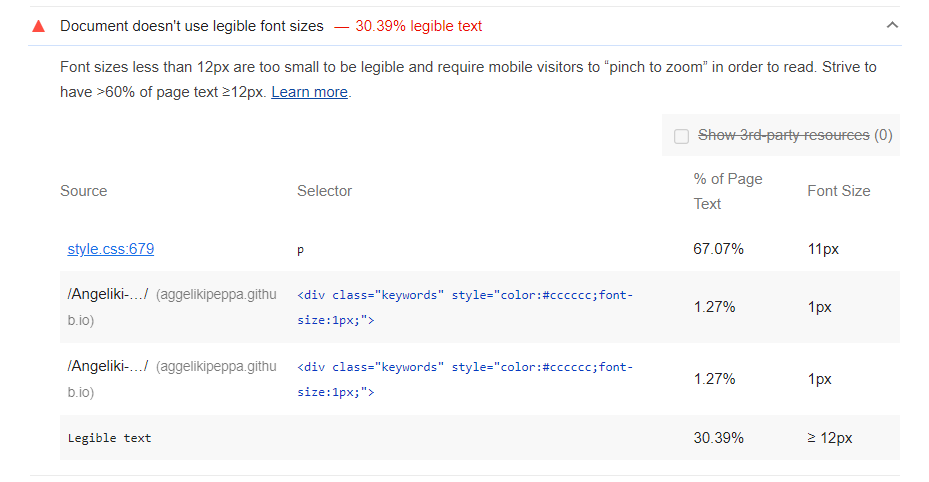 Document doesn't use legible font sizes — 30.39% legible text
Font sizes less than 12px are too small to be legible and require mobile visitors to “pinch to zoom” in order to read. Strive to
have >60% of page text ≥12px. Learn more.
Show 3rd-party resources (0)
Source Selector % of Page Text Font Size
style.css:679 p 67.07% 11px
/Angeliki-…/ (aggelikipeppa.githu
b.io)
<div class="keywords" style="color:#cccccc;font-
size:1px;">
1.27% 1px
/Angeliki-…/ (aggelikipeppa.githu
b.io)
<div class="keywords" style="color:#cccccc;font-
size:1px;">
1.27% 1px
Legible text 30.39% ≥ 12px